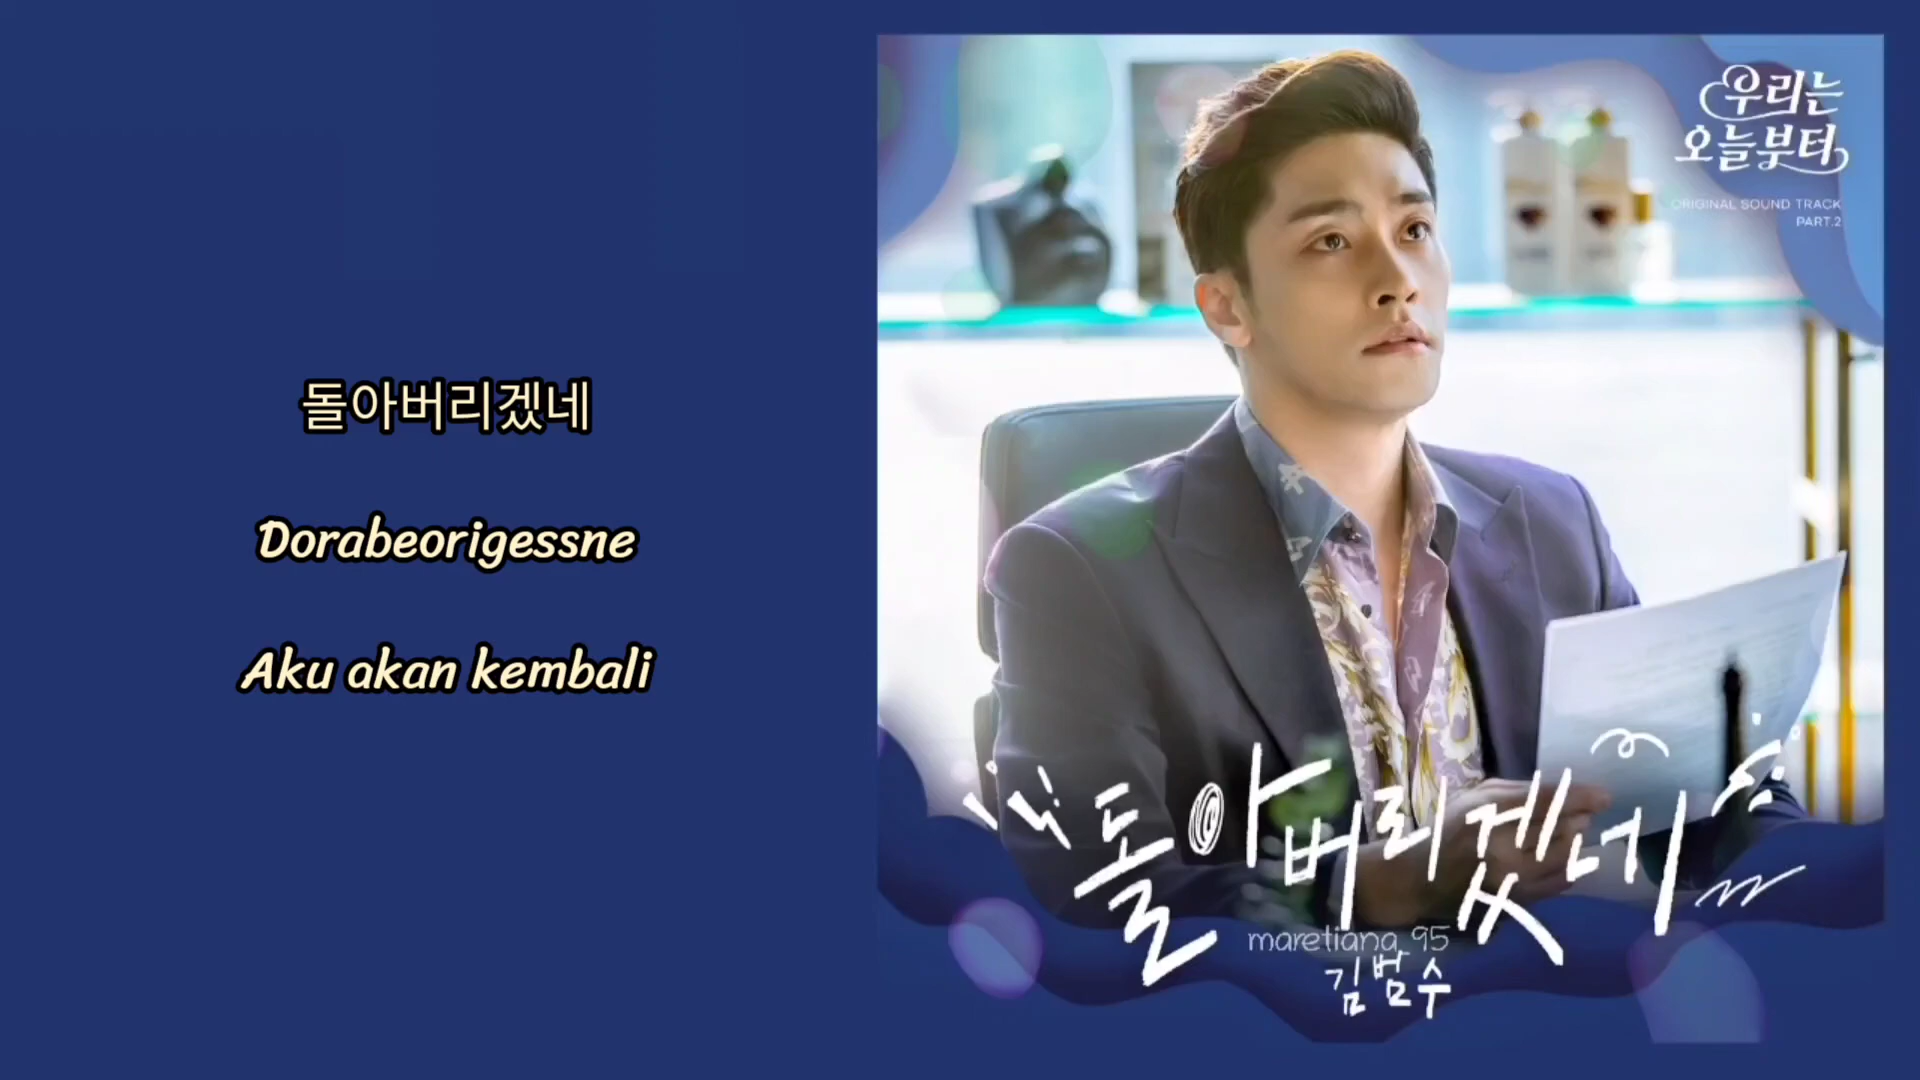 돌아버리겠네
Dorabeorigessne
Aku akan kembali
우리는
오늘부터
ORIGINAL SOUND TRACK
PART.2
돌아버리겠네
maretiana_95
김범수